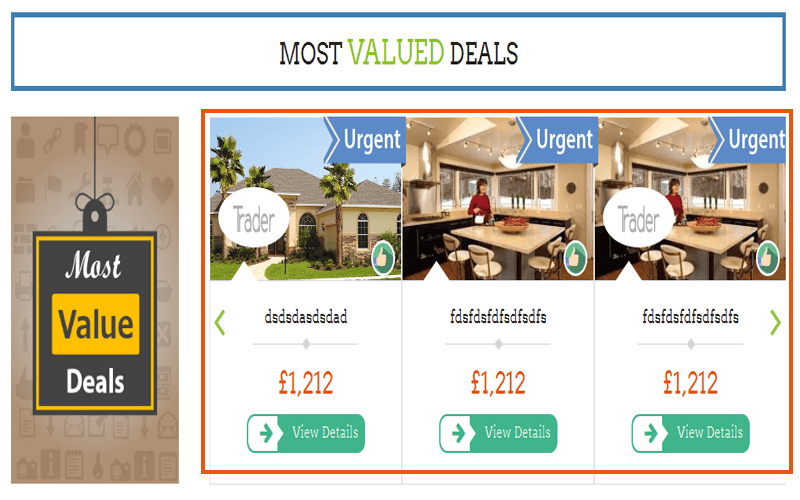 MOST VALUED DEALS
Most
Value
Deals
Urgent
Urgent
Urgent
Trader
Trader
dsdsdasdsdad
fdsfdsfdfsdfsdfs
fdsfdsfdfsdfsdfs
£1,212
£1,212
£1,212
View Details
View Details
View Details